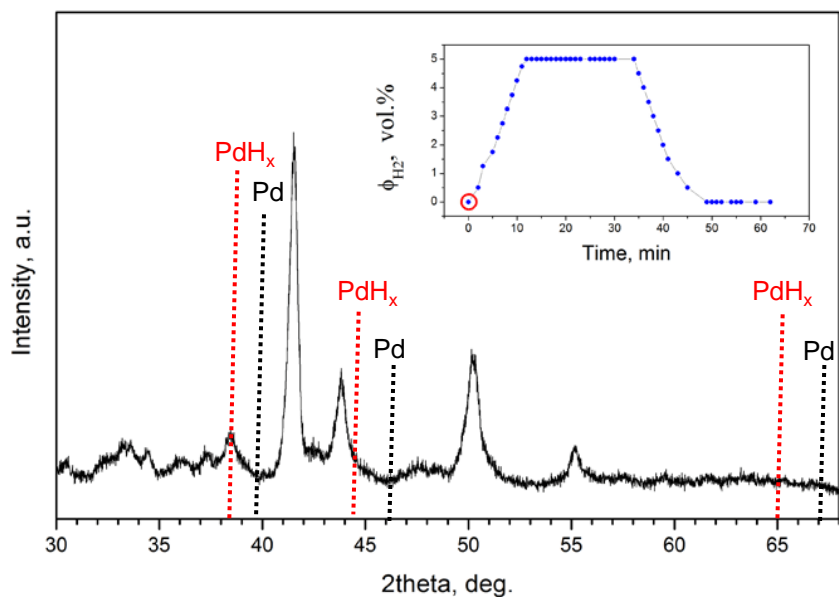 PdHₓ
Pd
PdHₓ
Pd
PdHₓ
Pd
Intensity, a.u.
30 35 40 45 50 55 60 65
2theta, deg.
ϕH2, vol.%
5
4
3
2
1
0
0 10 20 30 40 50 60 70
Time, min